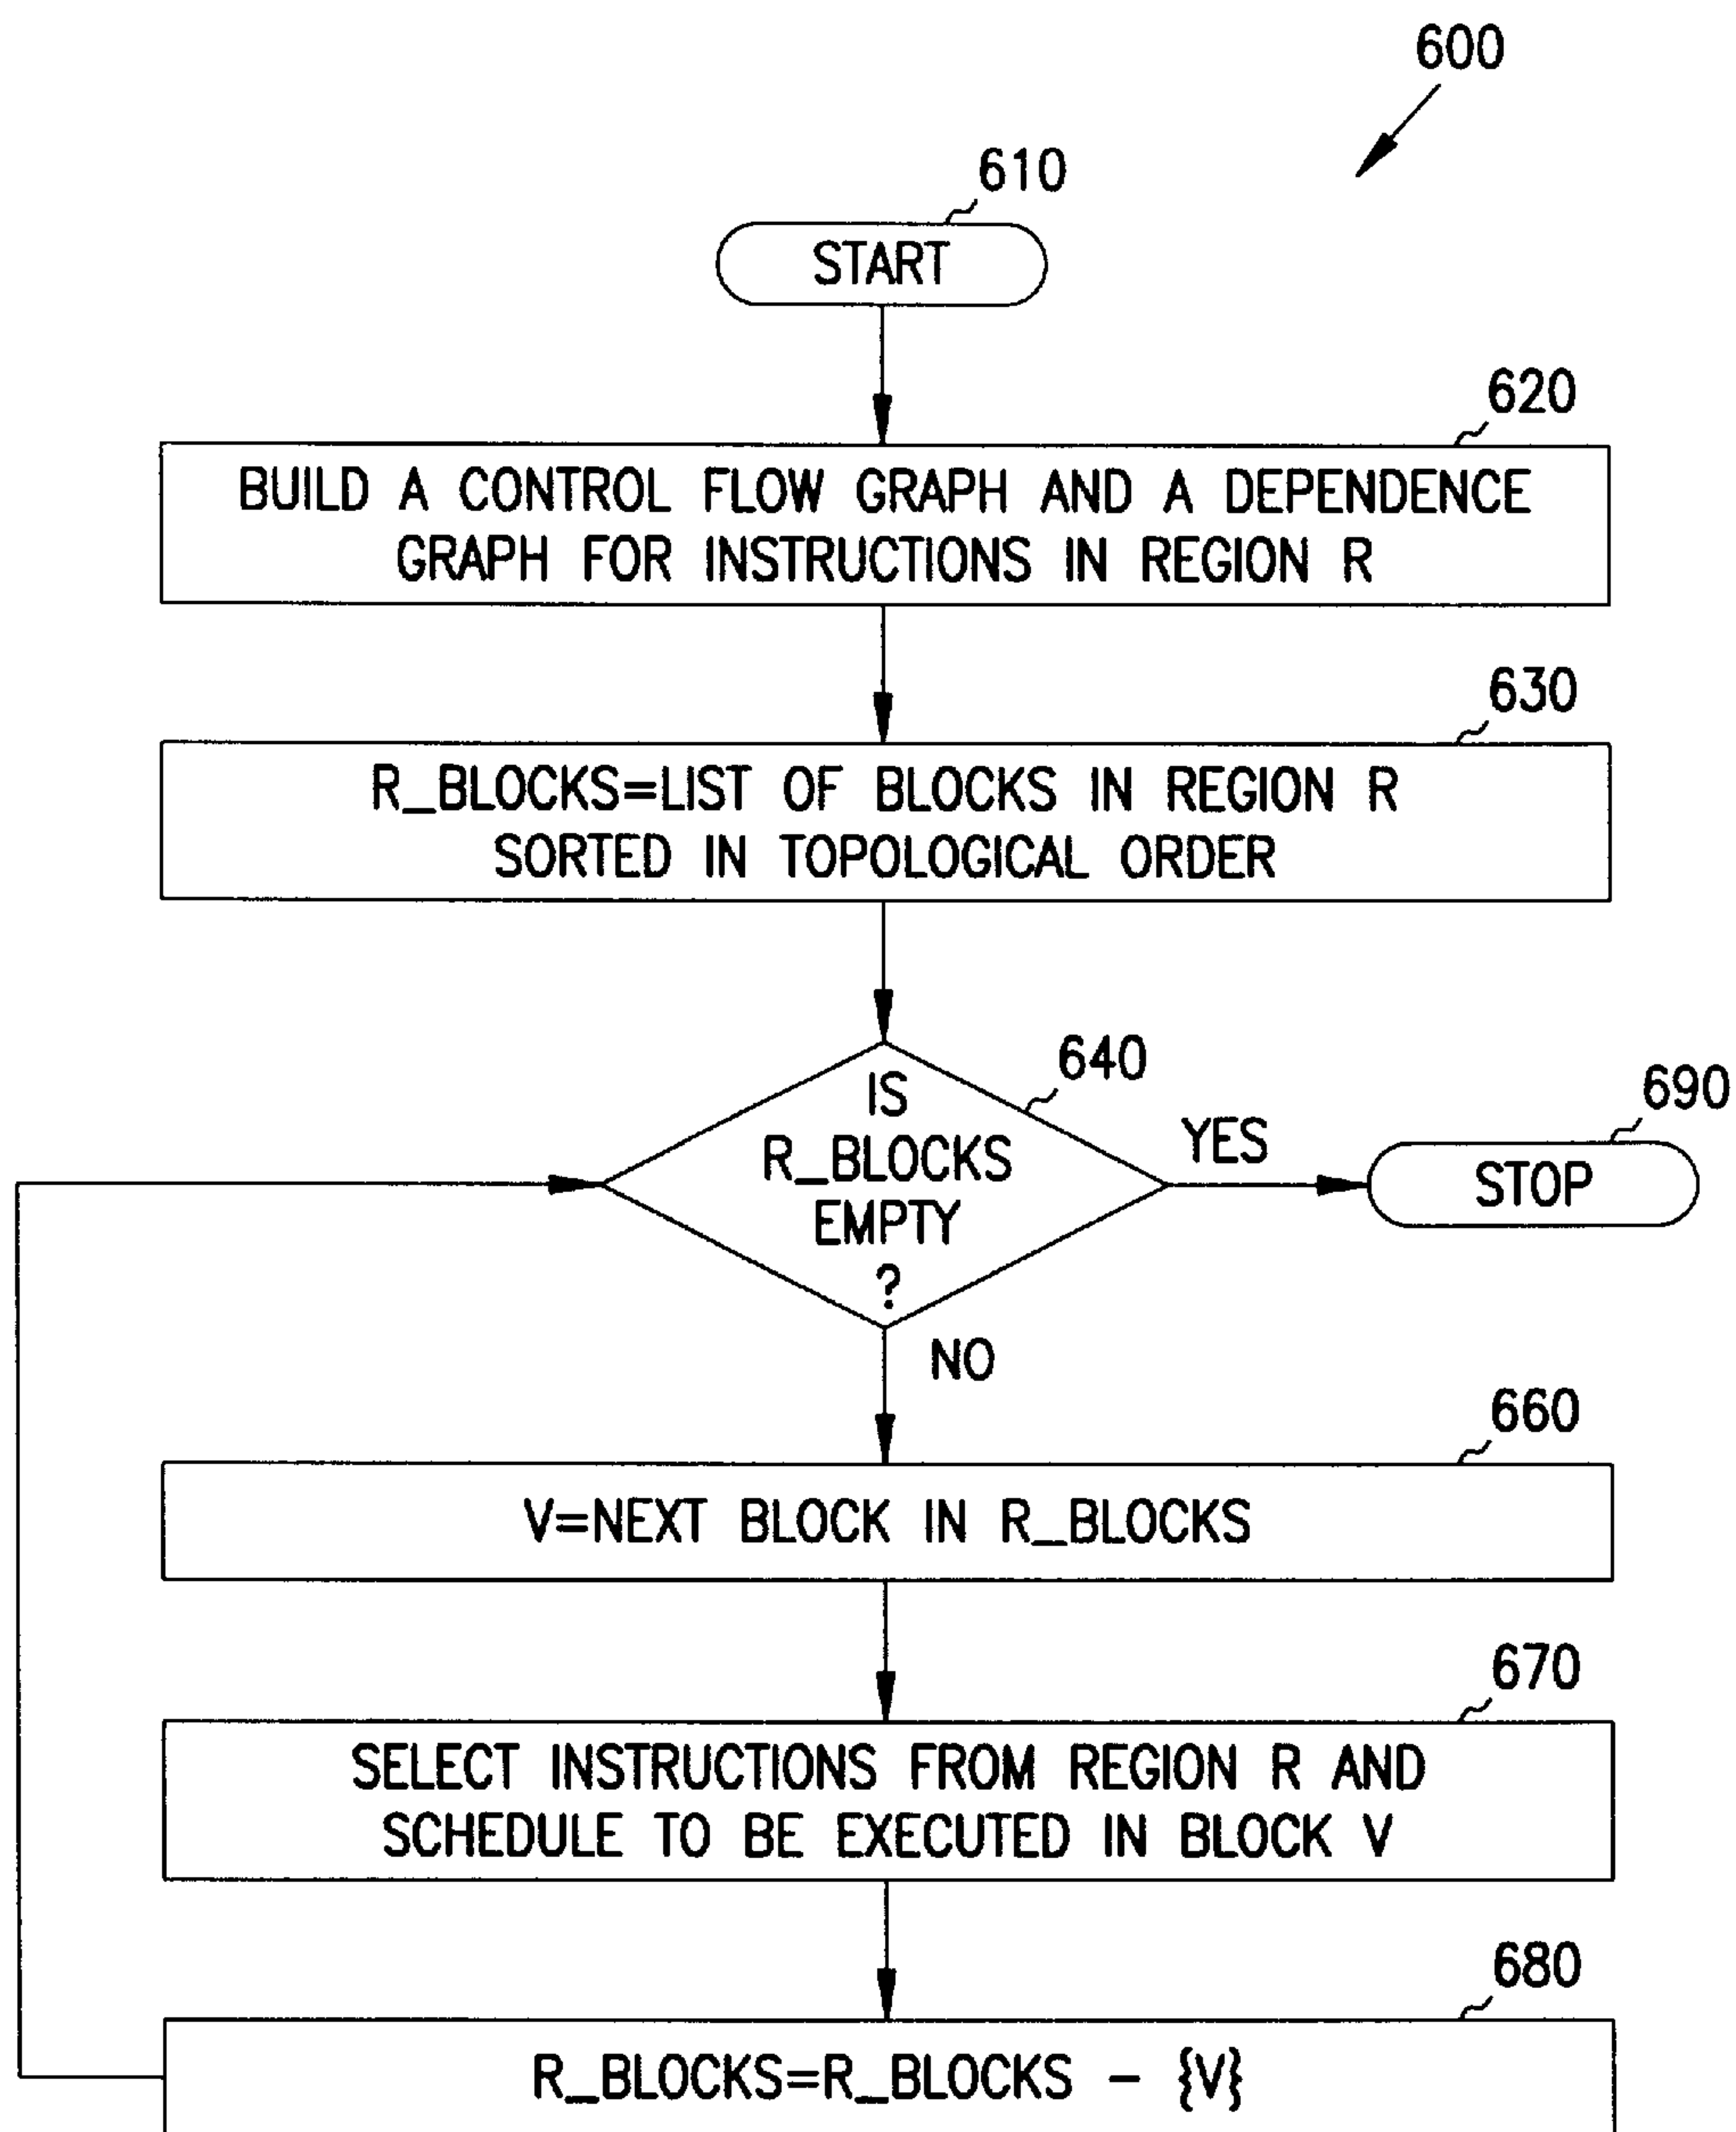 600
610
START
620
BUILD A CONTROL FLOW GRAPH AND A DEPENDENCE
GRAPH FOR INSTRUCTIONS IN REGION R
630
R_BLOCKS=LIST OF BLOCKS IN REGION R
SORTED IN TOPOLOGICAL ORDER
640
IS
R_BLOCKS
EMPTY
?
YES
690
STOP
NO
660
V=NEXT BLOCK IN R_BLOCKS
670
SELECT INSTRUCTIONS FROM REGION R AND
SCHEDULE TO BE EXECUTED IN BLOCK V
680
R_BLOCKS=R_BLOCKS - {V}